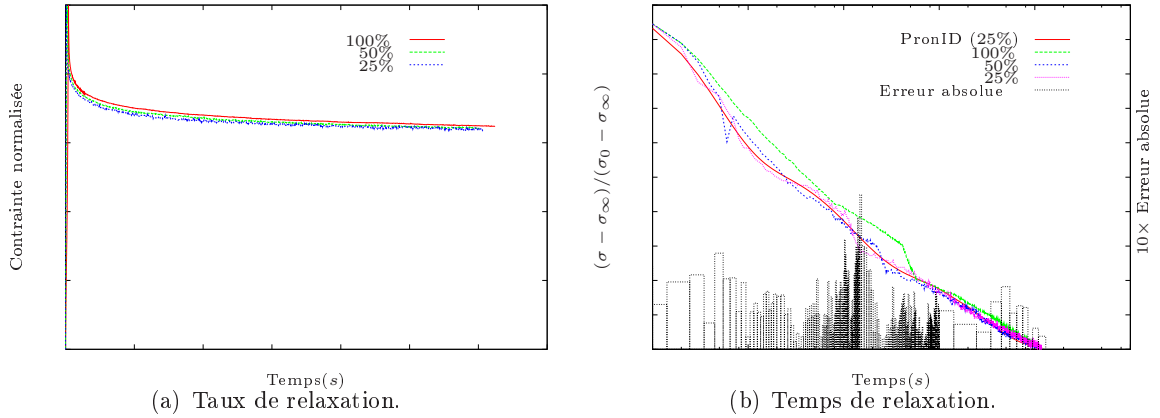 Contrainte normalisée
100%
50%
25%
Temps(s)
(a) Taux de relaxation.
(σ − σ∞)/(σ0 − σ∞)
PronID (25%)
100%
50%
25%
Erreur absolue
10× Erreur absolue
Temps(s)
(b) Temps de relaxation.